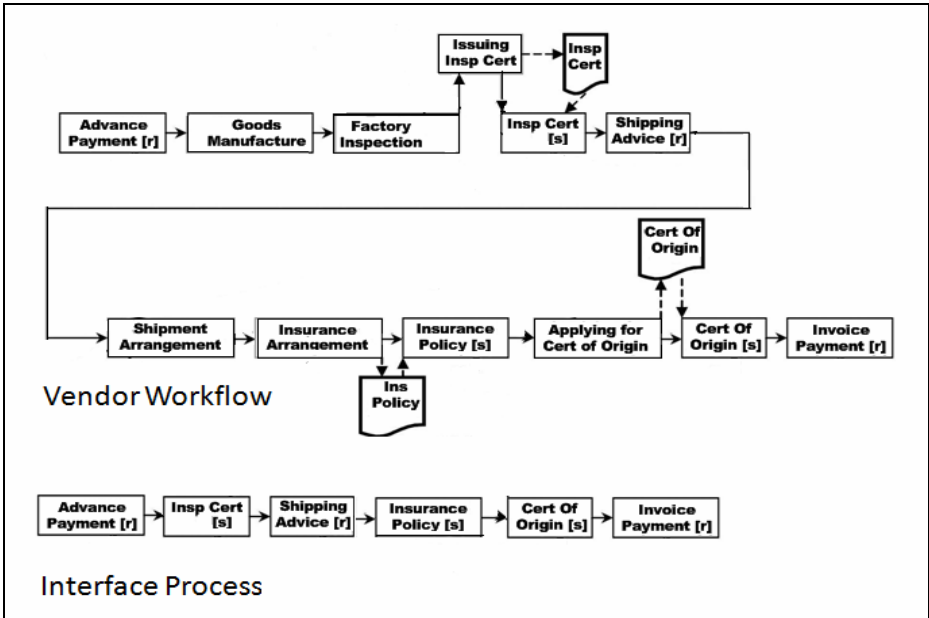 Issuing
Insp Cert
Insp
Cert
Advance
Payment [r]
Goods
Manufacture
Factory
Inspection
Insp Cert
[s]
Shipping
Advice [r]
Cert Of
Origin
Shipment
Arrangement
Insurance
Arrangement
Insurance
Policy [s]
Applying for
Cert of Origin
Cert Of
Origin [s]
Invoice
Payment [r]
Ins
Policy
Vendor Workflow
Advance
Payment [r]
Insp Cert
[s]
Shipping
Advice [r]
Insurance
Policy [s]
Cert Of
Origin [s]
Invoice
Payment [r]
Interface Process